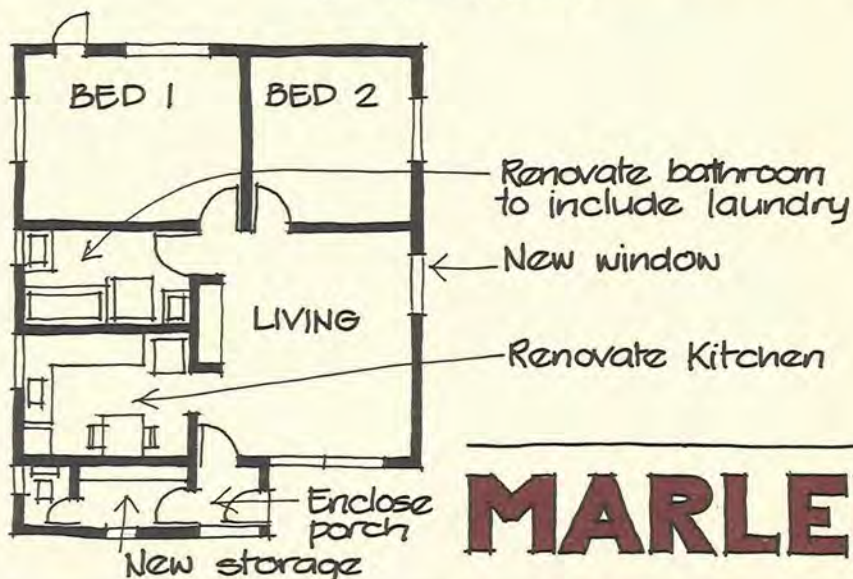 BED 1
BED 2
Renovate bathroom
to include laundry
New window
LIVING
Renovate Kitchen
Enclose
porch
New storage
MARLE